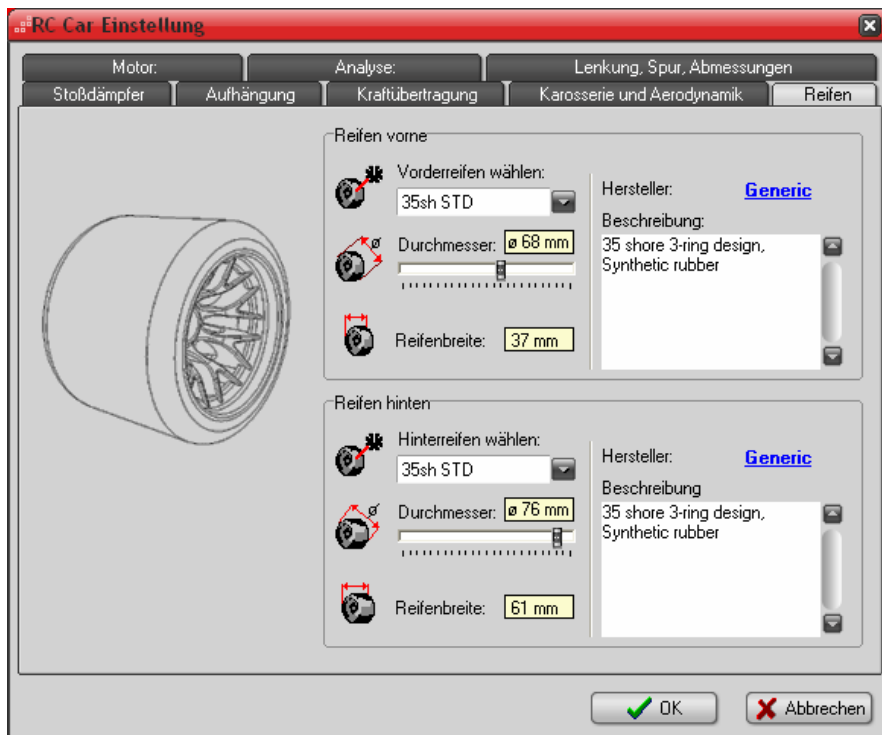 RC Car Einstellung
Motor:
Analyse:
Lenkung, Spur, Abmessungen
Stoßdämpfer
Aufhängung
Kraftübertragung
Karosserie und Aerodynamik
Reifen
Reifen vorne
Vorderreifen wählen:
35sh STD
Durchmesser: ø 68 mm
Reifenbreite: 37 mm
Hersteller: Generic
Beschreibung:
35 shore 3-ring design,
Synthetic rubber
Reifen hinten
Hinterreifen wählen:
35sh STD
Durchmesser: ø 76 mm
Reifenbreite: 61 mm
Hersteller: Generic
Beschreibung
35 shore 3-ring design,
Synthetic rubber
OK
Abbrechen